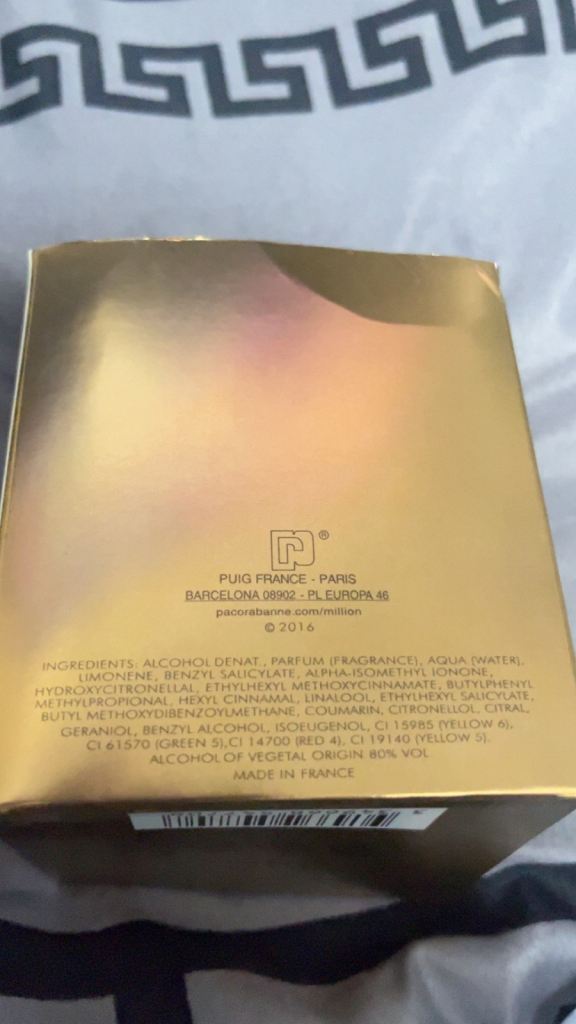 ®
PUIG FRANCE - PARIS
BARCELONA 08902 - PL EUROPA 46
pacorabanne.com/million
© 2016
INGREDIENTS: ALCOHOL DENAT., PARFUM (FRAGRANCE), AQUA (WATER),
LIMONENE, BENZYL SALICYLATE, ALPHA-ISOMETHYL IONONE,
HYDROXYCITRONELLAL, ETHYLHEXYL METHOXYCINNAMATE, BUTYLPHENYL
METHYLPROPIONAL, HEXYL CINNAMAL, LINALOOL, ETHYLHEXYL SALICYLATE,
BUTYL METHOXYDIBENZOYLMETHANE, COUMARIN, CITRONELLOL, CITRAL,
GERANIOL, BENZYL ALCOHOL, ISOEUGENOL, CI 15985 (YELLOW 6),
CI 61570 (GREEN 5),CI 14700 (RED 4), CI 19140 (YELLOW 5).
ALCOHOL OF VEGETAL ORIGIN 80% VOL
MADE IN FRANCE